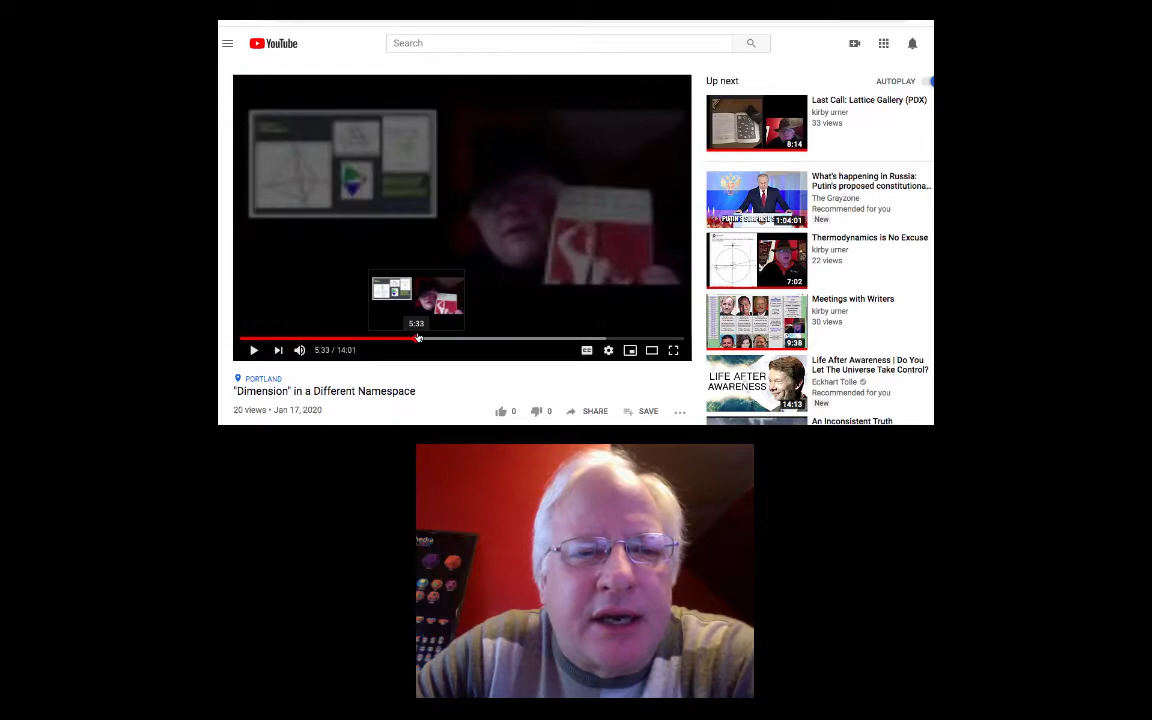 YouTube
Search
Up next
AUTOPLAY
Last Call: Lattice Gallery (PDX)
kirby urner
33 views
8:14
What's happening in Russia:
Putin's proposed constitutiona...
The Grayzone
Recommended for you
New
PUTIN'S SURPRISE
1:04:01
Thermodynamics is No Excuse
kirby urner
22 views
7:02
Meetings with Writers
kirby urner
30 views
9:38
Life After Awareness | Do You
Let The Universe Take Control?
Eckhart Tolle
Recommended for you
New
LIFE AFTER
AWARENESS
14:13
An Inconsistent Truth
5:33
5:33 / 14:01
CC
PORTLAND
"Dimension" in a Different Namespace
20 views • Jan 17, 2020
0
0
SHARE
SAVE
...